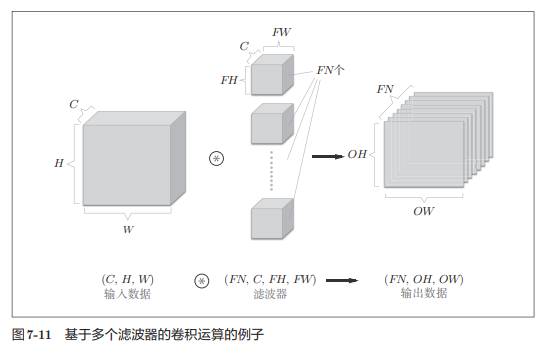 FW
C
FH
FN个
C
H
W
FN
OH
OW
(C, H, W) ⊛ (FN, C, FH, FW) → (FN, OH, OW)
输入数据 滤波器 输出数据
图7-11 基于多个滤波器的卷积运算的例子